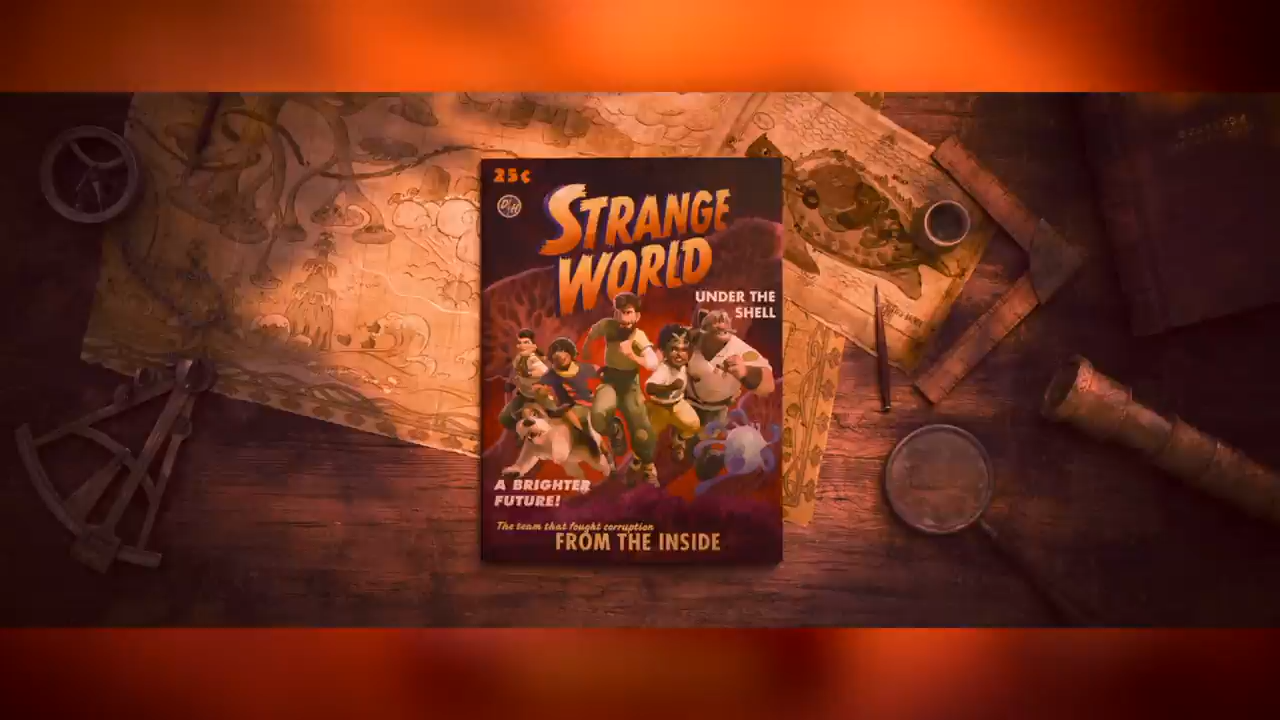 25¢
D/H
STRANGE
WORLD
UNDER THE
SHELL
A BRIGHTER
FUTURE!
The team that fought corruption
FROM THE INSIDE